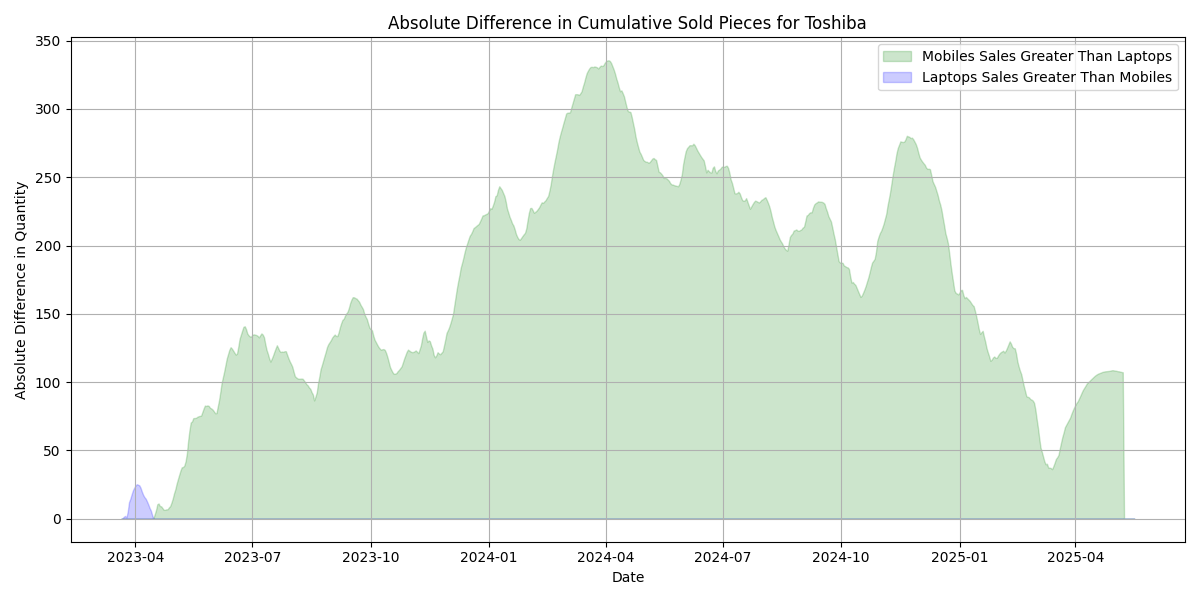 Absolute Difference in Cumulative Sold Pieces for Toshiba
350
300
250
200
150
100
50
0
Absolute Difference in Quantity
Mobiles Sales Greater Than Laptops
Laptops Sales Greater Than Mobiles
2023-04 2023-07 2023-10 2024-01 2024-04 2024-07 2024-10 2025-01 2025-04
Date